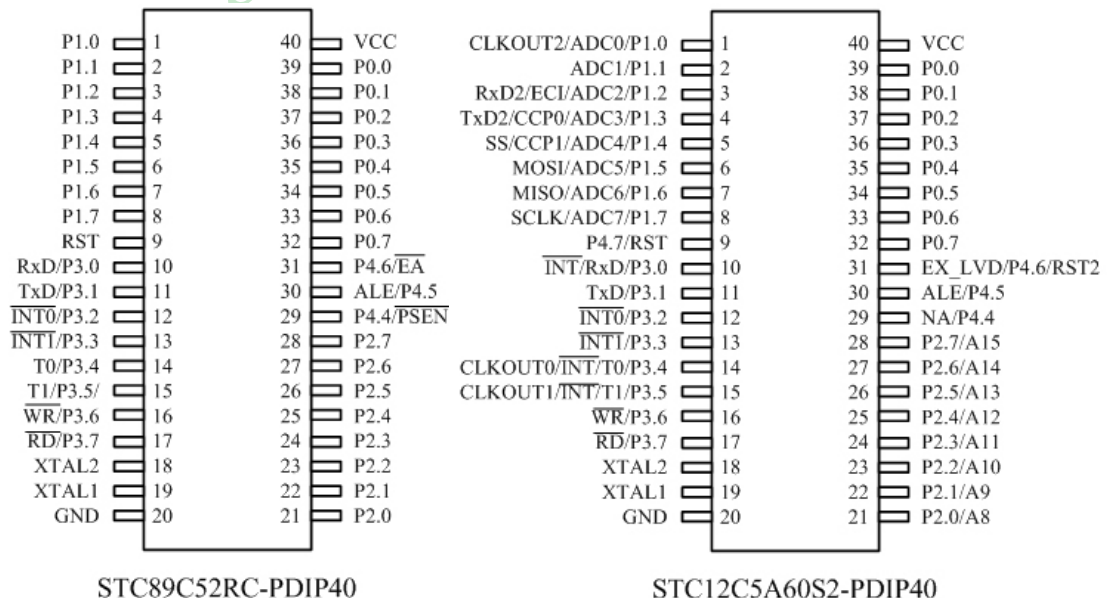 P1.0 1 40 VCC
P1.1 2 39 P0.0
P1.2 3 38 P0.1
P1.3 4 37 P0.2
P1.4 5 36 P0.3
P1.5 6 35 P0.4
P1.6 7 34 P0.5
P1.7 8 33 P0.6
RST 9 32 P0.7
RxD/P3.0 10 31 P4.6/E̅A̅
TxD/P3.1 11 30 ALE/P4.5
I̅N̅T̅0̅/P3.2 12 29 P4.4/P̅S̅E̅N̅
I̅N̅T̅1̅/P3.3 13 28 P2.7
T0/P3.4 14 27 P2.6
T1/P3.5/ 15 26 P2.5
W̅R̅/P3.6 16 25 P2.4
R̅D̅/P3.7 17 24 P2.3
XTAL2 18 23 P2.2
XTAL1 19 22 P2.1
GND 20 21 P2.0
STC89C52RC-PDIP40
CLKOUT2/ADC0/P1.0 1 40 VCC
ADC1/P1.1 2 39 P0.0
RxD2/ECI/ADC2/P1.2 3 38 P0.1
TxD2/CCP0/ADC3/P1.3 4 37 P0.2
SS/CCP1/ADC4/P1.4 5 36 P0.3
MOSI/ADC5/P1.5 6 35 P0.4
MISO/ADC6/P1.6 7 34 P0.5
SCLK/ADC7/P1.7 8 33 P0.6
P4.7/RST 9 32 P0.7
I̅N̅T̅/RxD/P3.0 10 31 EX_LVD/P4.6/RST2
TxD/P3.1 11 30 ALE/P4.5
I̅N̅T̅0̅/P3.2 12 29 NA/P4.4
I̅N̅T̅1̅/P3.3 13 28 P2.7/A15
CLKOUT0/I̅N̅T̅/T0/P3.4 14 27 P2.6/A14
CLKOUT1/I̅N̅T̅/T1/P3.5 15 26 P2.5/A13
W̅R̅/P3.6 16 25 P2.4/A12
R̅D̅/P3.7 17 24 P2.3/A11
XTAL2 18 23 P2.2/A10
XTAL1 19 22 P2.1/A9
GND 20 21 P2.0/A8
STC12C5A60S2-PDIP40